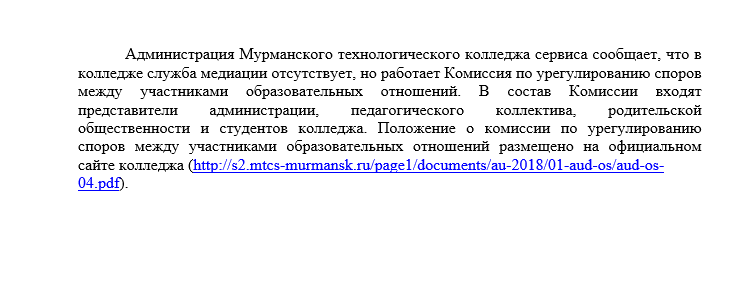 Администрация Мурманского технологического колледжа сервиса сообщает, что в
колледже служба медиации отсутствует, но работает Комиссия по урегулированию споров
между участниками образовательных отношений. В состав Комиссии входят
представители администрации, педагогического коллектива, родительской
общественности и студентов колледжа. Положение о комиссии по урегулированию
споров между участниками образовательных отношений размещено на официальном
сайте колледжа (http://s2.mtcs-murmansk.ru/page1/documents/au-2018/01-aud-os/aud-os-
04.pdf).